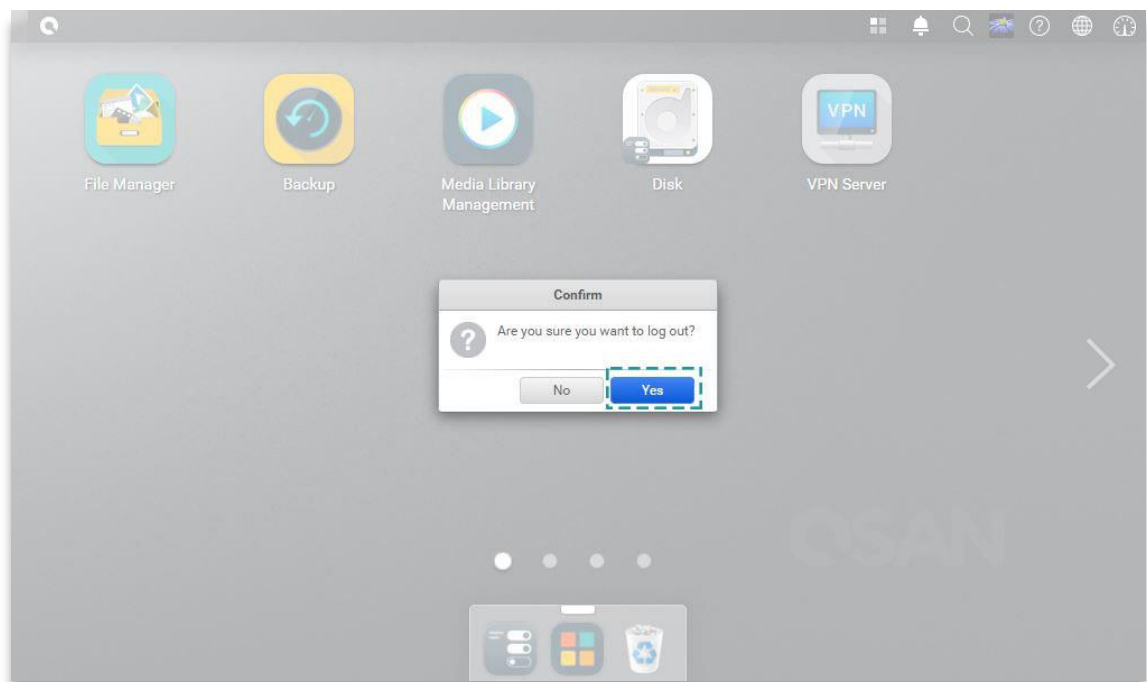 VPN
File Manager
Backup
Media Library
Management
Disk
VPN Server
Confirm
Are you sure you want to log out?
No
Yes
QSAN